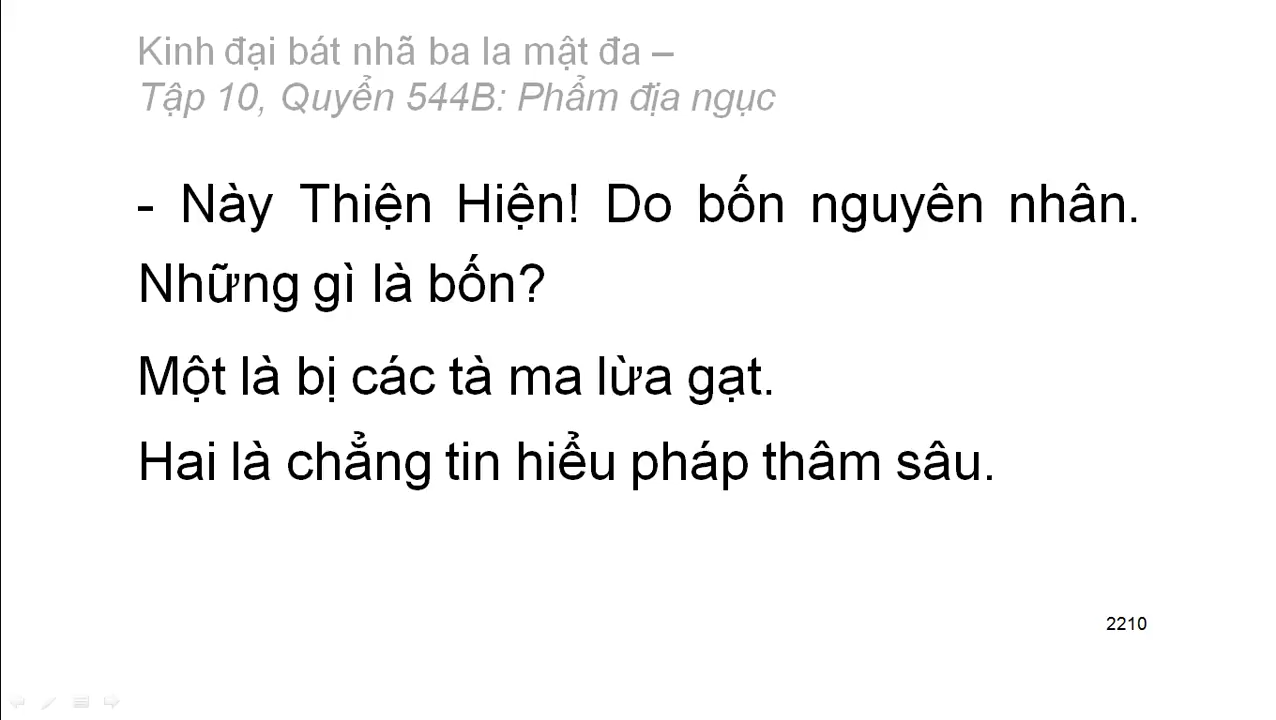 Kinh đại bát nhã ba la mật đa –
Tập 10, Quyển 544B: Phẩm địa ngục
- Này Thiện Hiện! Do bốn nguyên nhân.
Những gì là bốn?
Một là bị các tà ma lừa gạt.
Hai là chẳng tin hiểu pháp thâm sâu.
2210